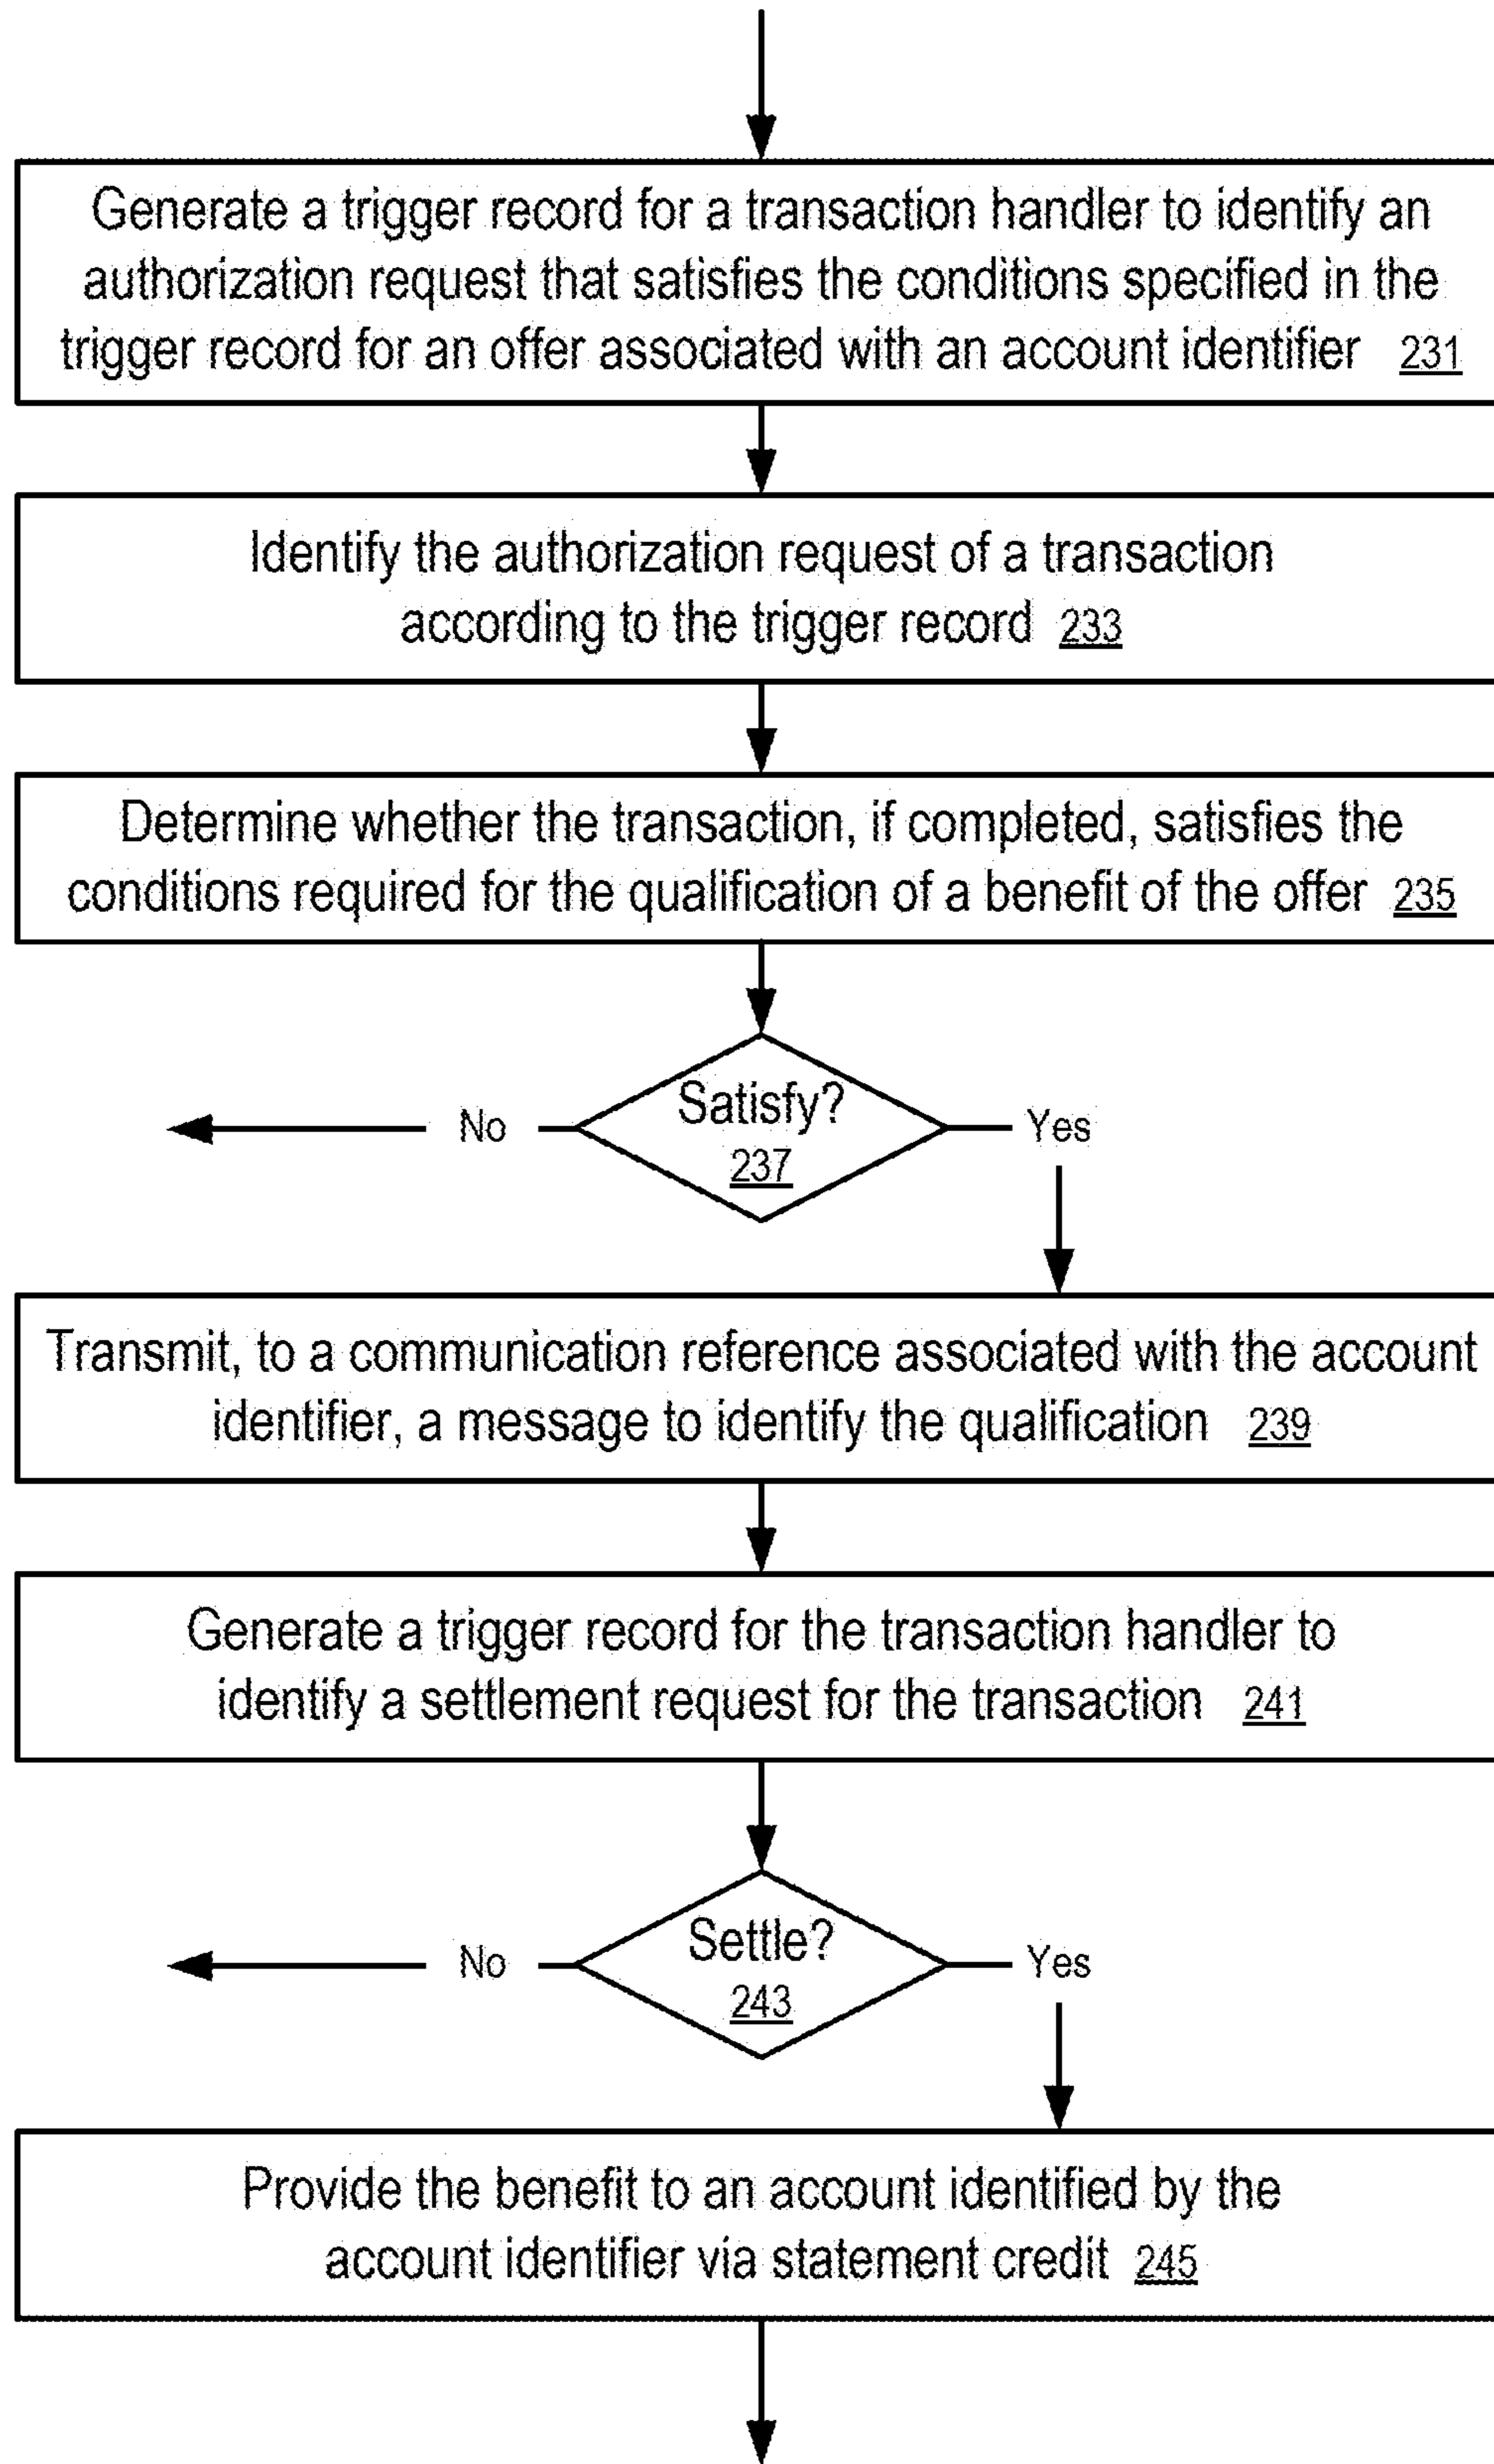 Generate a trigger record for a transaction handler to identify an
authorization request that satisfies the conditions specified in the
trigger record for an offer associated with an account identifier 231
Identify the authorization request of a transaction
according to the trigger record 233
Determine whether the transaction, if completed, satisfies the
conditions required for the qualification of a benefit of the offer 235
Satisfy?
237
No
Yes
Transmit, to a communication reference associated with the account
identifier, a message to identify the qualification 239
Generate a trigger record for the transaction handler to
identify a settlement request for the transaction 241
Settle?
243
No
Yes
Provide the benefit to an account identified by the
account identifier via statement credit 245